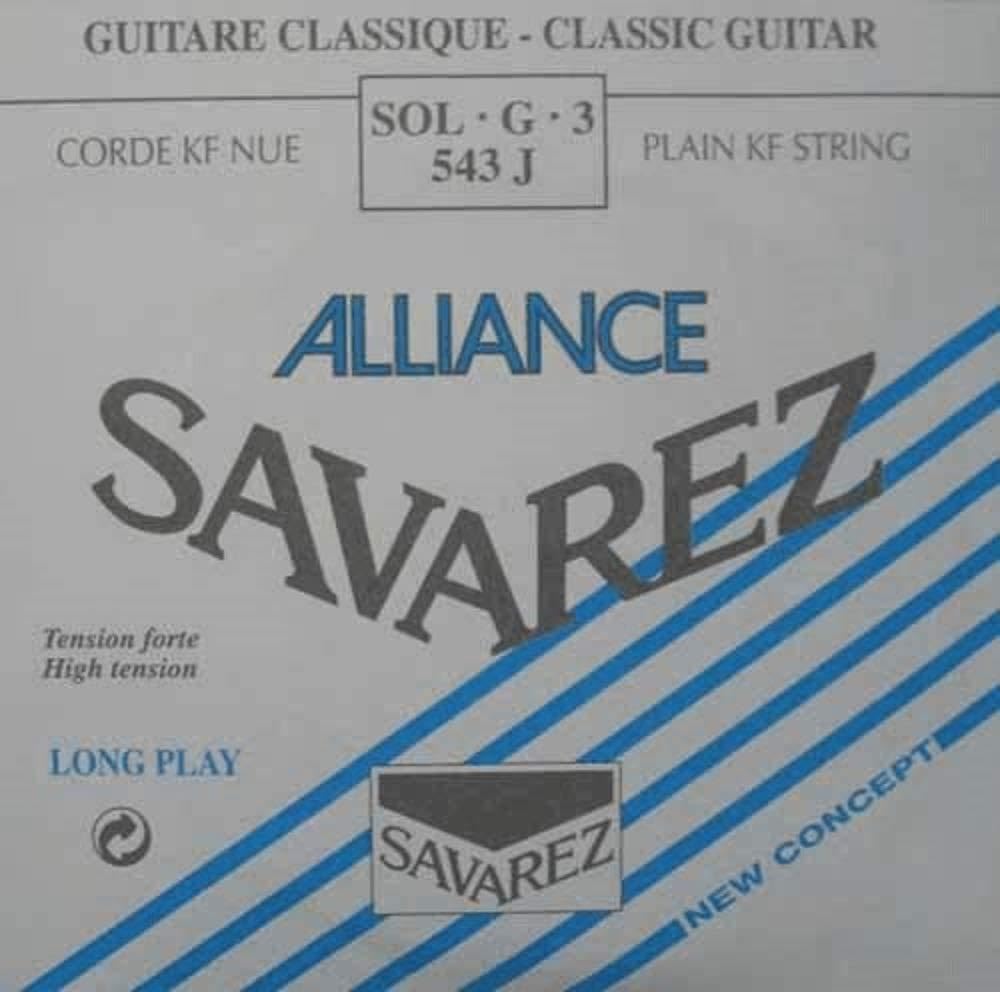 GUITARE CLASSIQUE - CLASSIC GUITAR
SOL · G · 3
543 J
CORDE KF NUE
PLAIN KF STRING
ALLIANCE
SAVAREZ
Tension forte
High tension
LONG PLAY
SAVAREZ
NEW CONCEPT